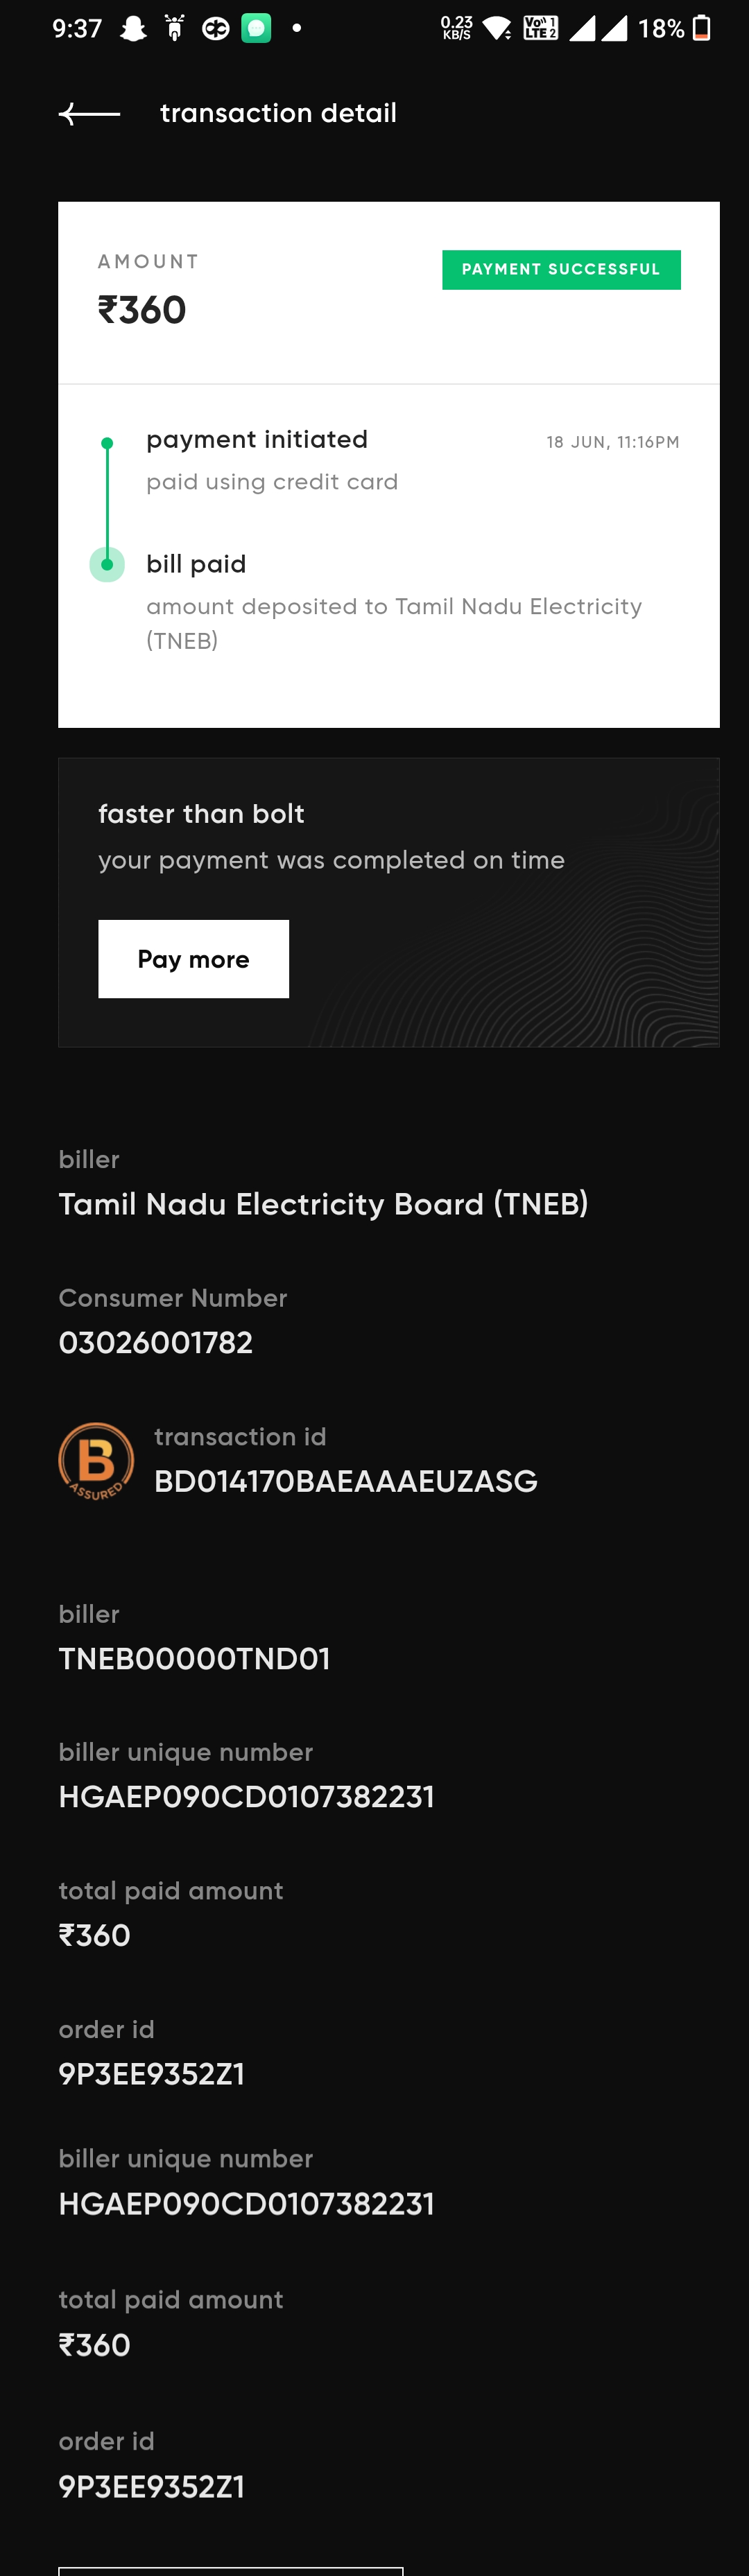 9:37
0.23
KB/S
Vo 1
LTE 2
18%
transaction detail
AMOUNT
PAYMENT SUCCESSFUL
₹360
payment initiated
18 JUN, 11:16PM
paid using credit card
bill paid
amount deposited to Tamil Nadu Electricity
(TNEB)
faster than bolt
your payment was completed on time
Pay more
biller
Tamil Nadu Electricity Board (TNEB)
Consumer Number
03026001782
B
ASSURED
transaction id
BD014170BAEAAAEUZASG
biller
TNEB00000TND01
biller unique number
HGAEP090CD0107382231
total paid amount
₹360
order id
9P3EE9352Z1
biller unique number
HGAEP090CD0107382231
total paid amount
₹360
order id
9P3EE9352Z1